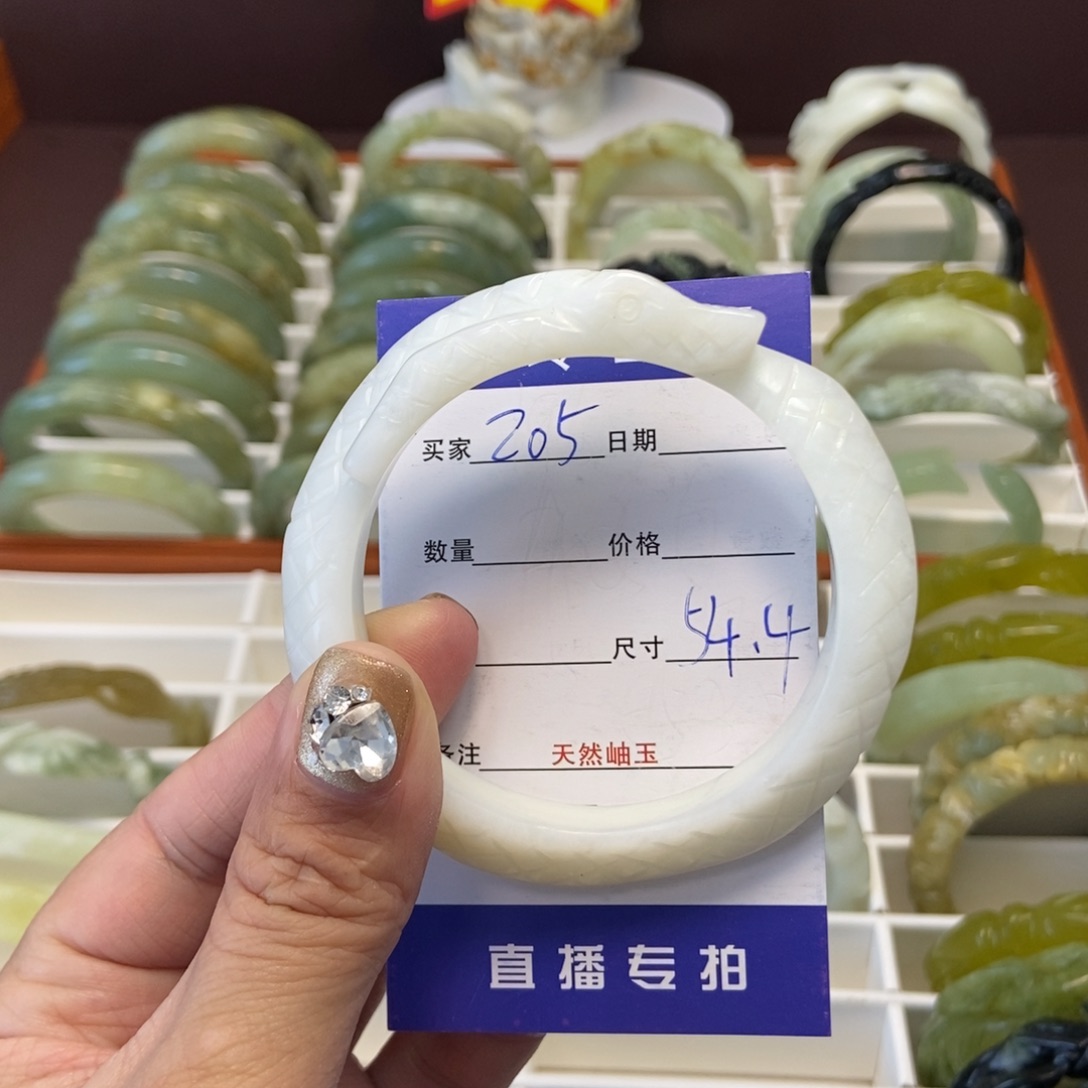 买家 205 日期
数量 价格
尺寸 54.4
备注 天然岫玉
直播专拍